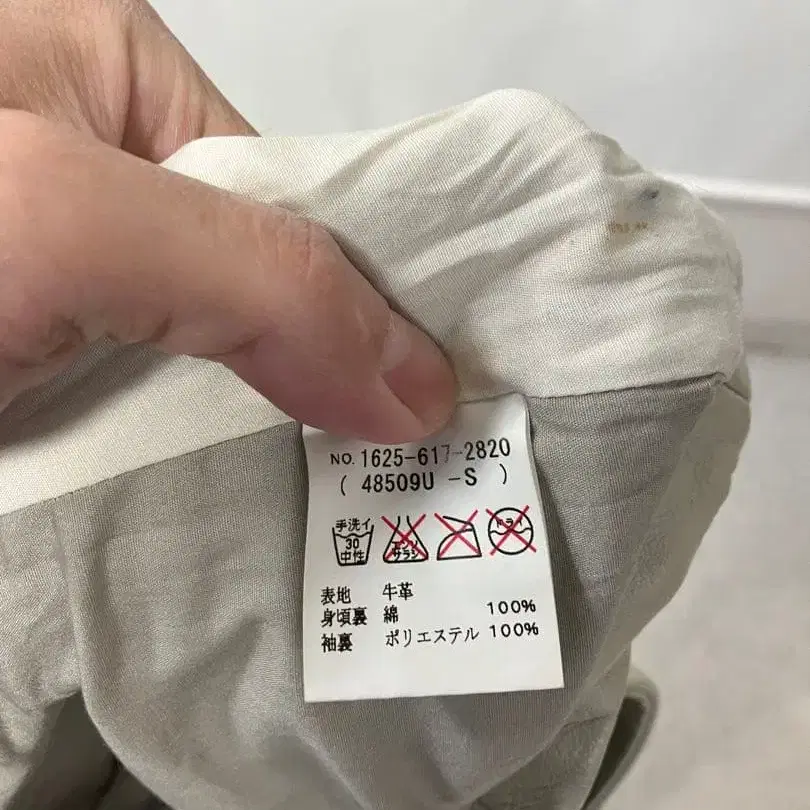 NO. 1625-617-2820
( 48509U -S )
手洗イ
30
中性
エンソ
サラシ
ドライ
表地 牛革
身頃裏 綿 100%
袖裏 ポリエステル 100%